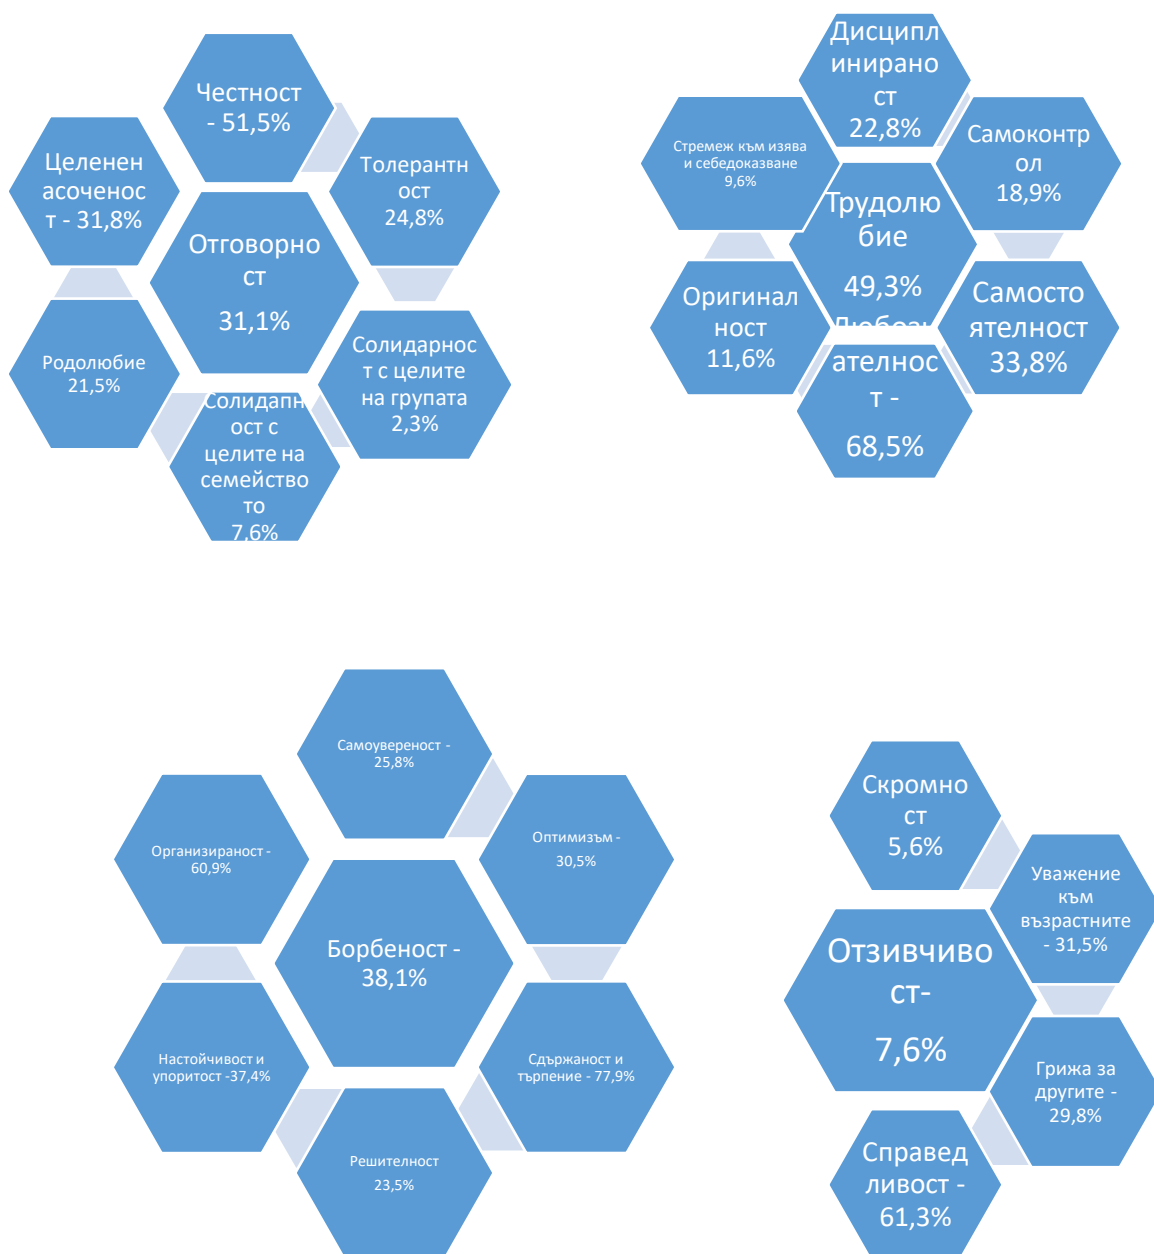 Честност
- 51,5%
Целенен
асоченос
т - 31,8%
Толерантн
ост
24,8%
Отговорно
ст
31,1%
Родолюбие
21,5%
Солидарнос
т с целите
на групата
2,3%
Солидапн
ост с
целите на
семейство
то
7,6%
Дисципл
инирано
ст
22,8%
Стремеж към изява
и себедоказване
9,6%
Самоконтр
ол
18,9%
Трудолю
бие
49,3%
Оригинал
ност
11,6%
Самосто
ятелност
33,8%
ателнос
т -
68,5%
Самоувереност -
25,8%
Организираност -
60,9%
Оптимизъм -
30,5%
Борбеност -
38,1%
Настойчивост и
упоритост -37,4%
Сдържаност и
търпение - 77,9%
Решителност
23,5%
Скромно
ст
5,6%
Уважение
към
възрастните
- 31,5%
Отзивчиво
ст-
7,6%
Грижа за
другите -
29,8%
Справед
ливост -
61,3%